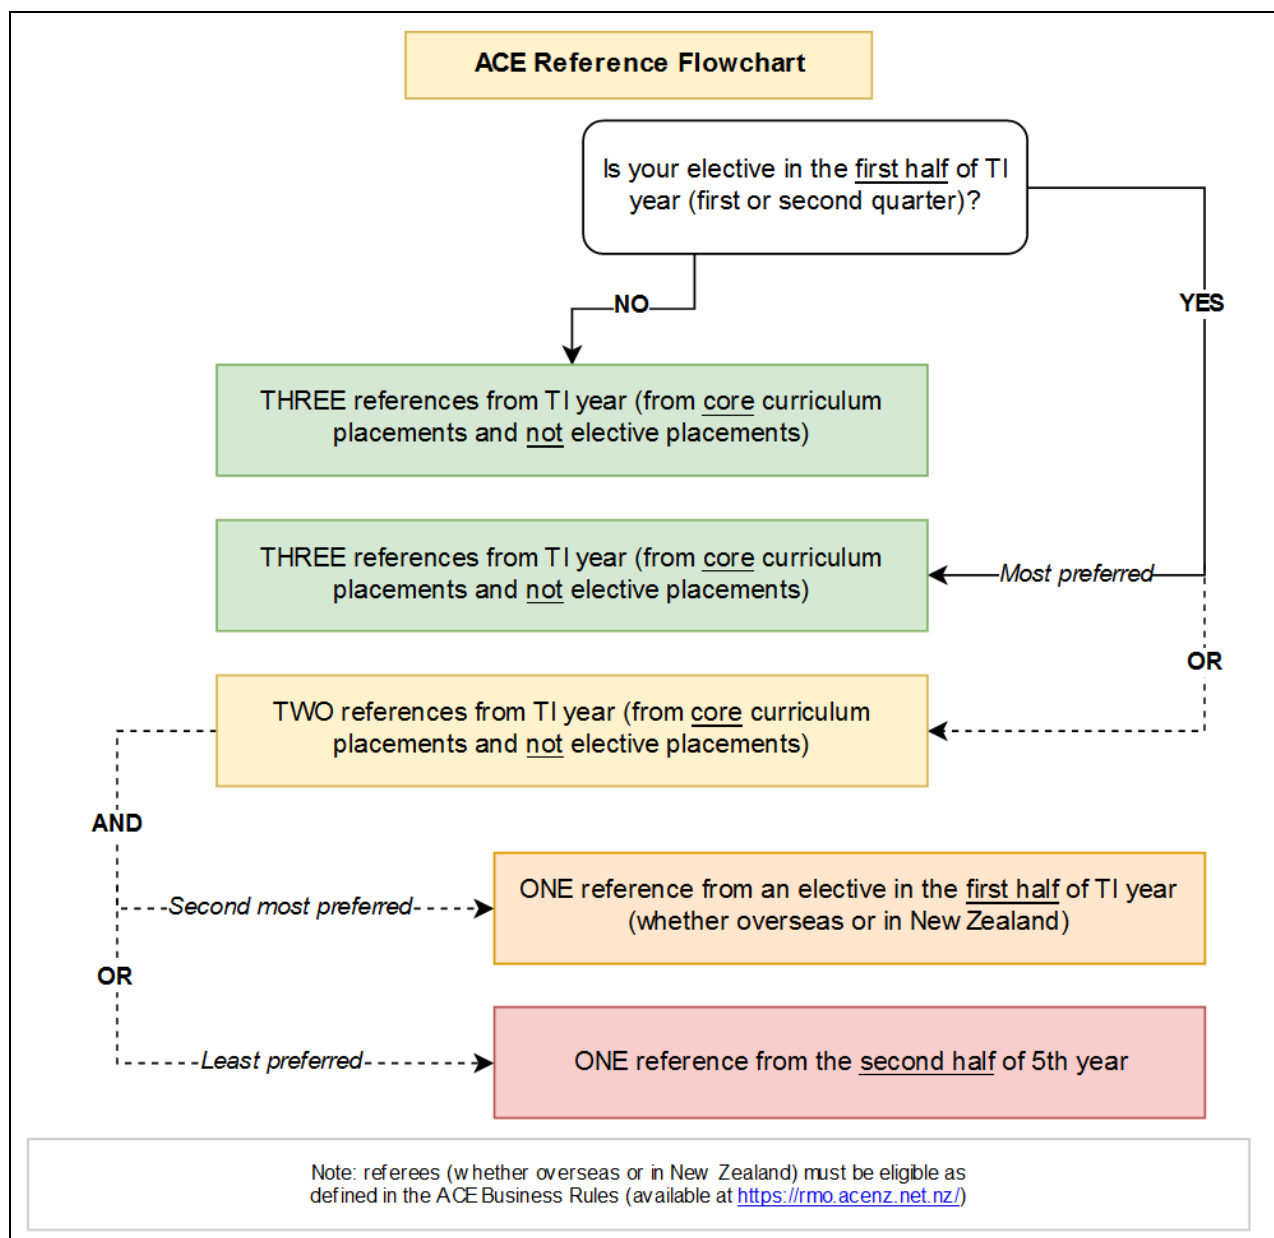 ACE Reference Flowchart
Is your elective in the first half of TI
year (first or second quarter)?
NO
YES
THREE references from TI year (from core curriculum
placements and not elective placements)
THREE references from TI year (from core curriculum
placements and not elective placements)
Most preferred
OR
TWO references from TI year (from core curriculum
placements and not elective placements)
AND
Second most preferred
ONE reference from an elective in the first half of TI year
(whether overseas or in New Zealand)
OR
Least preferred
ONE reference from the second half of 5th year
Note: referees (whether overseas or in New Zealand) must be eligible as
defined in the ACE Business Rules (available at https://rmo.acenz.net.nz/)